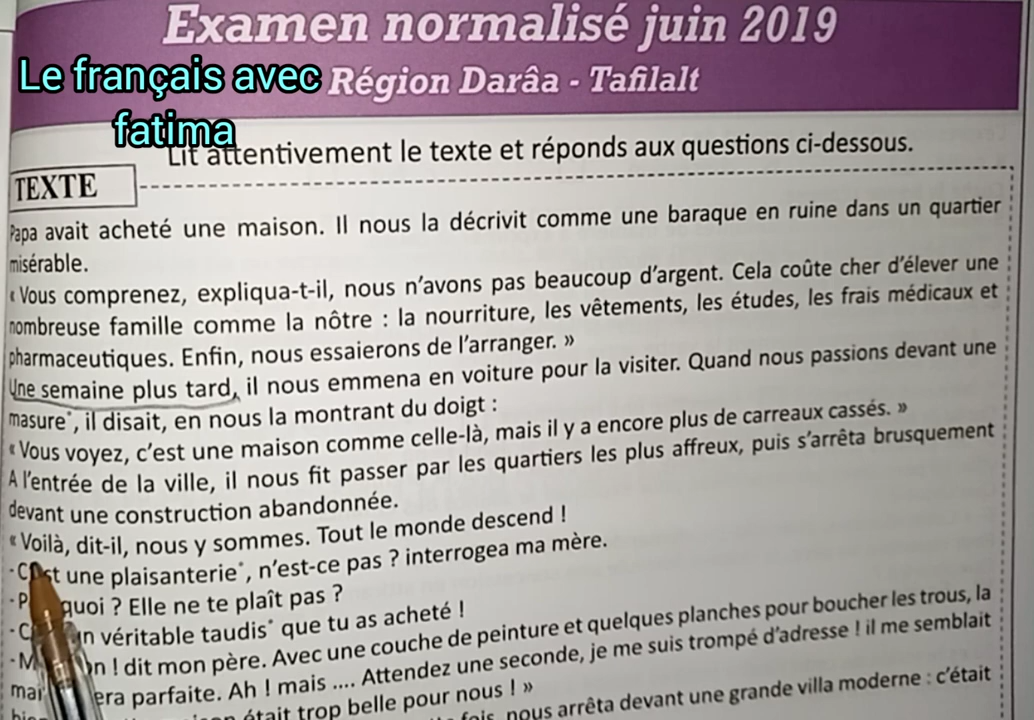 Examen normalisé juin 2019
Le français avec
fatima
Région Darâa - Tafilalt
Lit attentivement le texte et réponds aux questions ci-dessous.
TEXTE
Papa avait acheté une maison. Il nous la décrivit comme une baraque en ruine dans un quartier
misérable.
« Vous comprenez, expliqua-t-il, nous n'avons pas beaucoup d'argent. Cela coûte cher d'élever une
nombreuse famille comme la nôtre : la nourriture, les vêtements, les études, les frais médicaux et
pharmaceutiques. Enfin, nous essaierons de l'arranger. »
Une semaine plus tard, il nous emmena en voiture pour la visiter. Quand nous passions devant une
masure*, il disait, en nous la montrant du doigt :
« Vous voyez, c'est une maison comme celle-là, mais il y a encore plus de carreaux cassés. »
A l'entrée de la ville, il nous fit passer par les quartiers les plus affreux, puis s'arrêta brusquement
devant une construction abandonnée.
« Voilà, dit-il, nous y sommes. Tout le monde descend !
- C'est une plaisanterie*, n'est-ce pas ? interrogea ma mère.
quoi ? Elle ne te plaît pas ?
un véritable taudis* que tu as acheté !
! dit mon père. Avec une couche de peinture et quelques planches pour boucher les trous, la
parfaite. Ah ! mais .... Attendez une seconde, je me suis trompé d'adresse ! il me semblait
était trop belle pour nous ! »
fois, nous arrêta devant une grande villa moderne : c'était